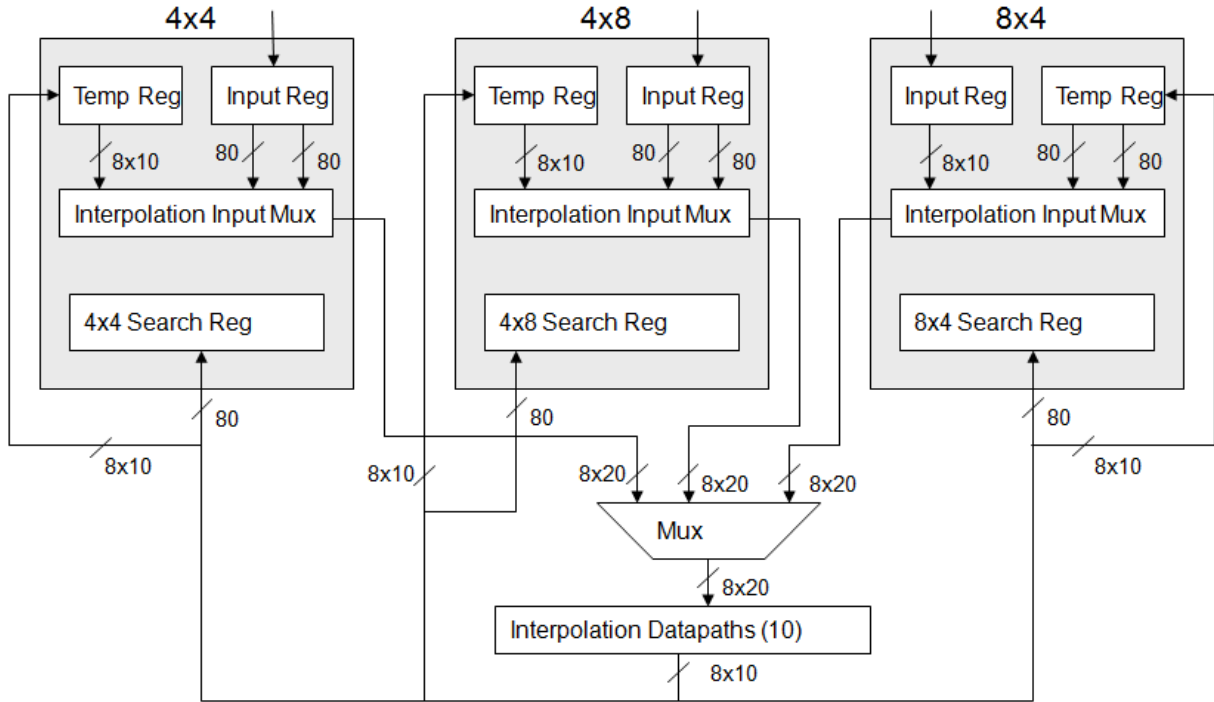 4x4
4x8
8x4
Temp Reg
Input Reg
Temp Reg
Input Reg
Input Reg
Temp Reg
8x10
80
80
8x10
80
80
8x10
80
80
Interpolation Input Mux
Interpolation Input Mux
Interpolation Input Mux
4x4 Search Reg
4x8 Search Reg
8x4 Search Reg
80
80
80
8x10
8x10
8x20
8x20
8x20
8x10
Mux
8x20
Interpolation Datapaths (10)
8x10